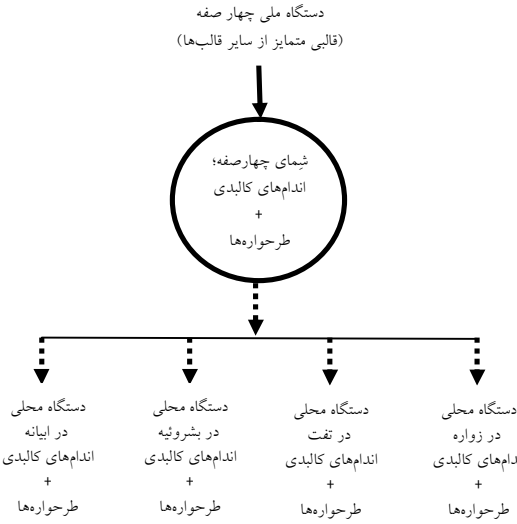 دستگاه ملی چهار صفه
(قالبی متمایز از سایر قالب‌ها)
شِمای چهارصفه؛
اندام‌های کالبدی
+
طرحواره‌ها
دستگاه محلی
در زواره
دام‌های کالبدی
+
طرحواره‌ها
دستگاه محلی
در تفت
اندام‌های کالبدی
+
طرحواره‌ها
دستگاه محلی
در بشروئیه
اندام‌های کالبدی
+
طرحواره‌ها
دستگاه محلی
در ابیانه
اندام‌های کالبدی
+
طرحواره‌ها